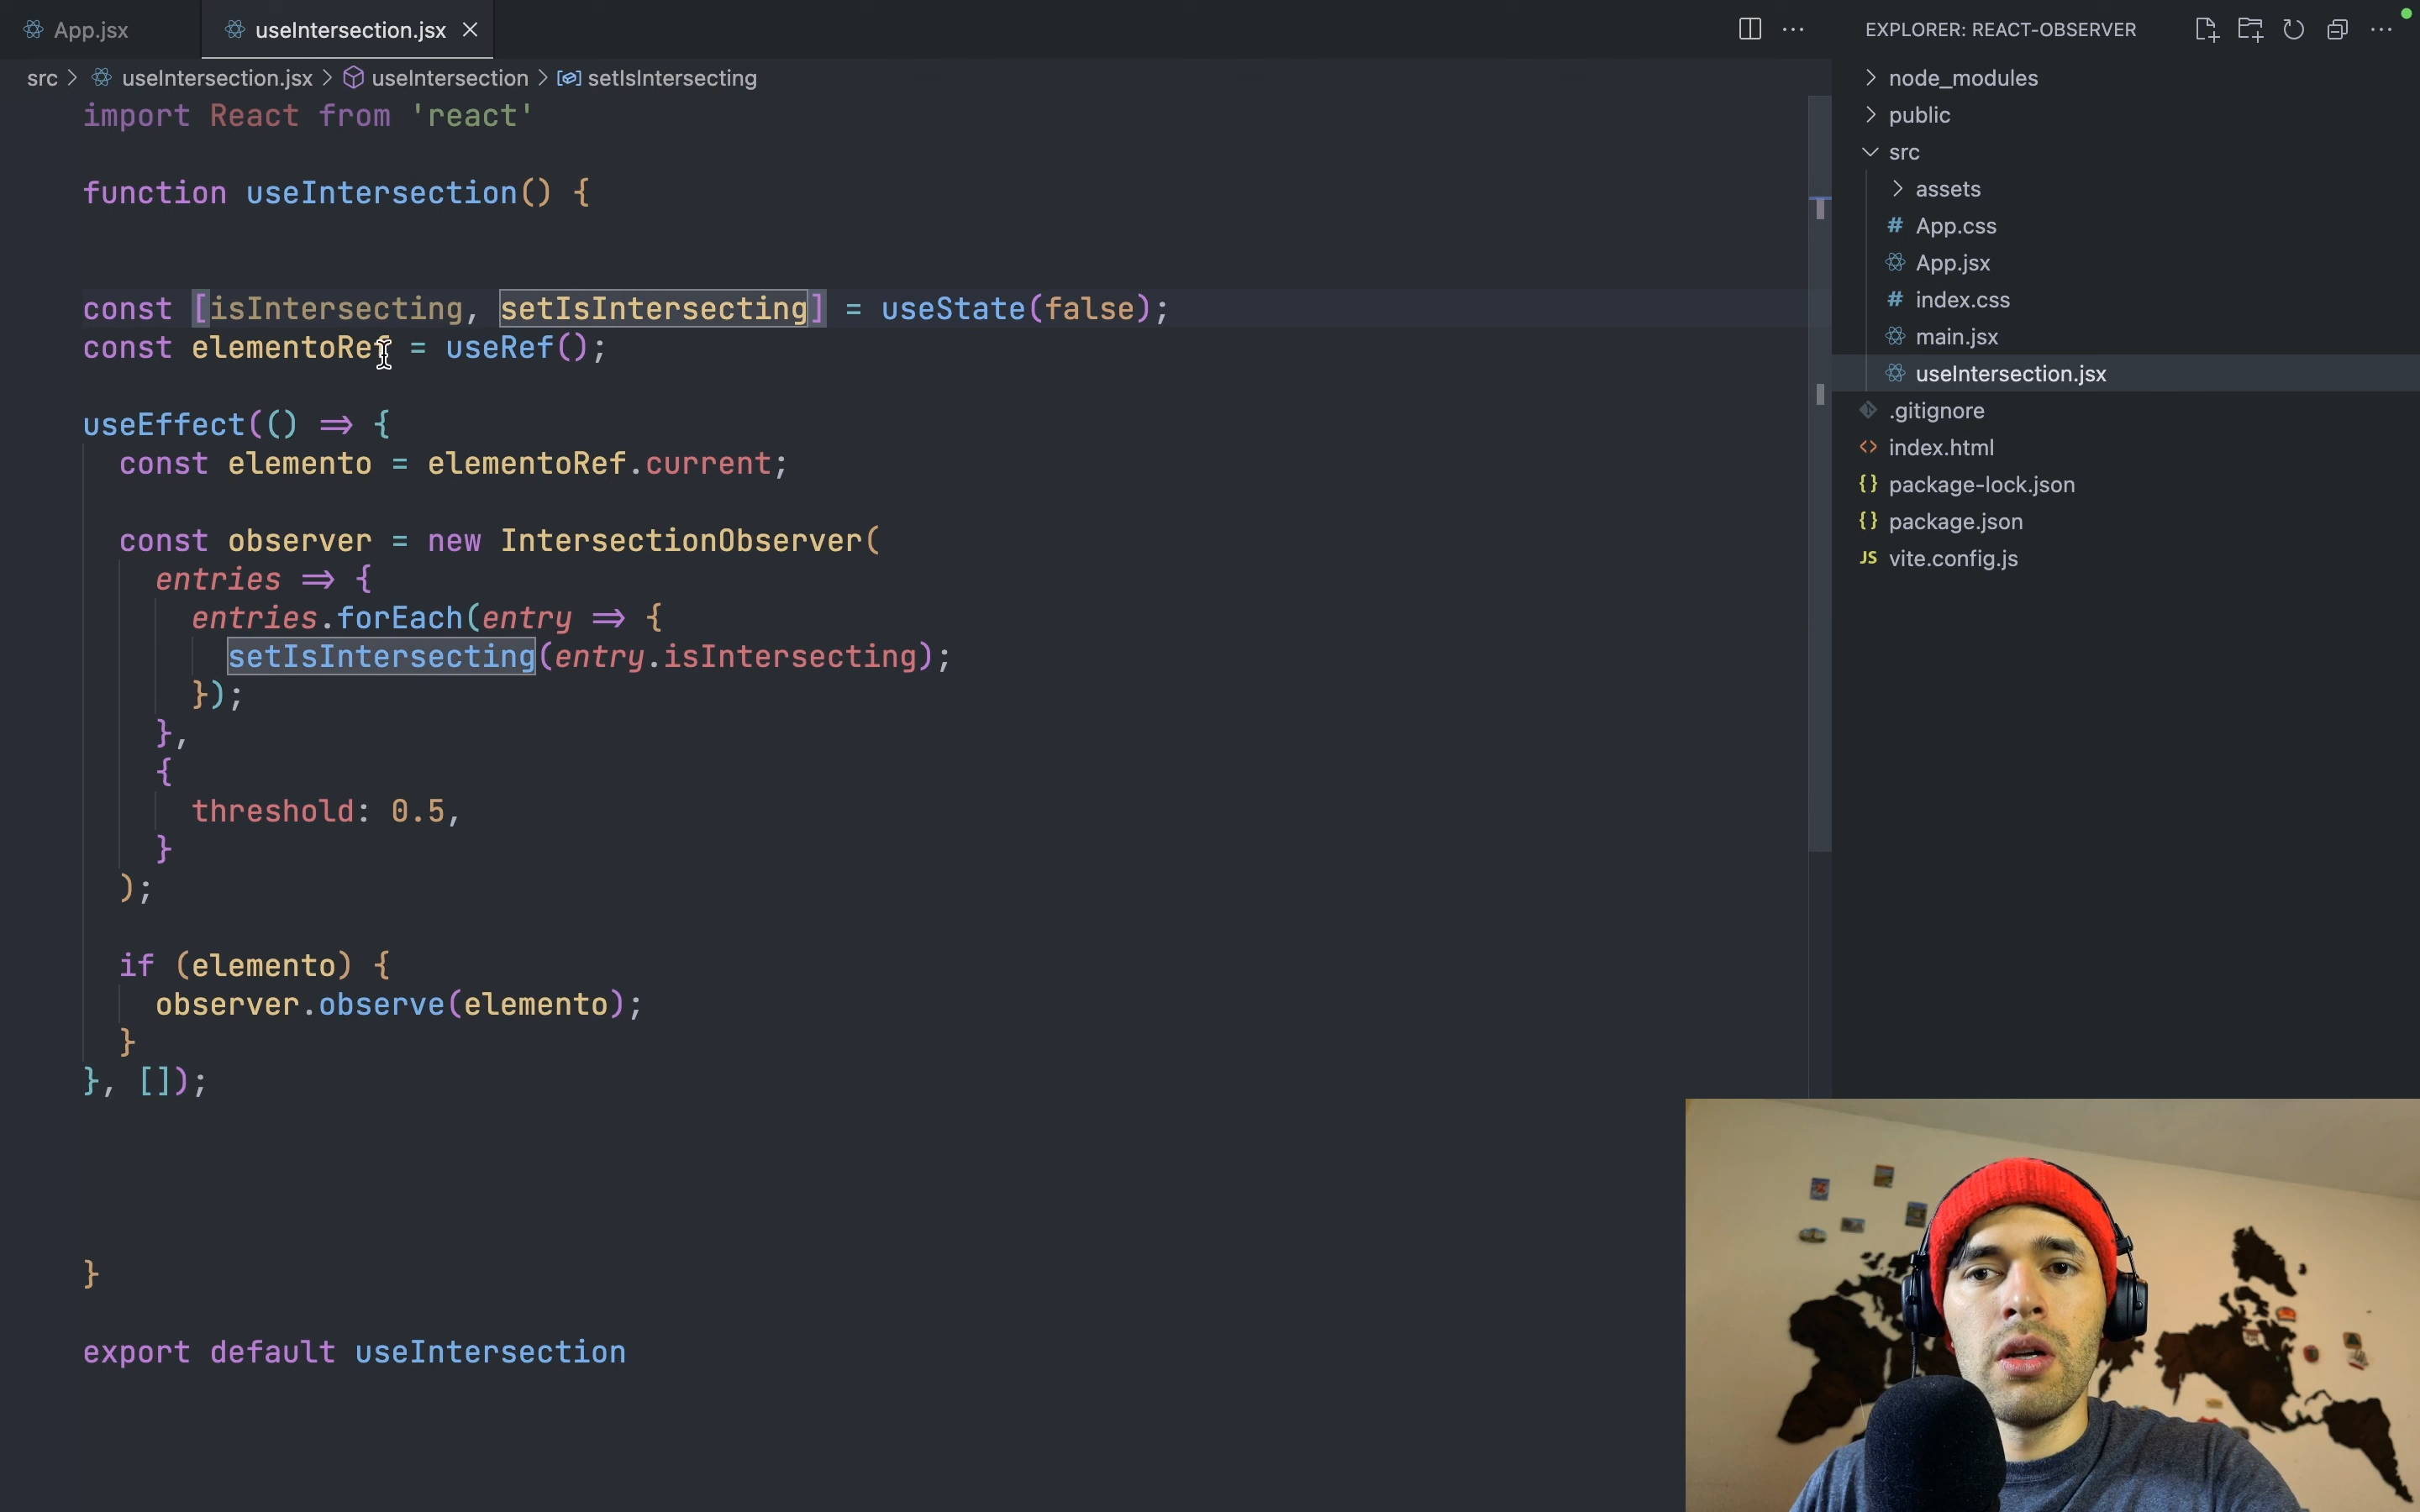 App.jsx
useIntersection.jsx
EXPLORER: REACT-OBSERVER
src > useIntersection.jsx > useIntersection > setIsIntersecting
import React from 'react'
function useIntersection() {
const [isIntersecting, setIsIntersecting] = useState(false);
const elementoRef = useRef();
useEffect(() => {
const elemento = elementoRef.current;
const observer = new IntersectionObserver(
entries => {
entries.forEach(entry => {
setIsIntersecting(entry.isIntersecting);
});
},
{
threshold: 0.5,
}
);
if (elemento) {
observer.observe(elemento);
}
}, []);
}
export default useIntersection
node_modules
public
src
assets
# App.css
App.jsx
# index.css
main.jsx
useIntersection.jsx
.gitignore
<> index.html
{} package-lock.json
{} package.json
JS vite.config.js